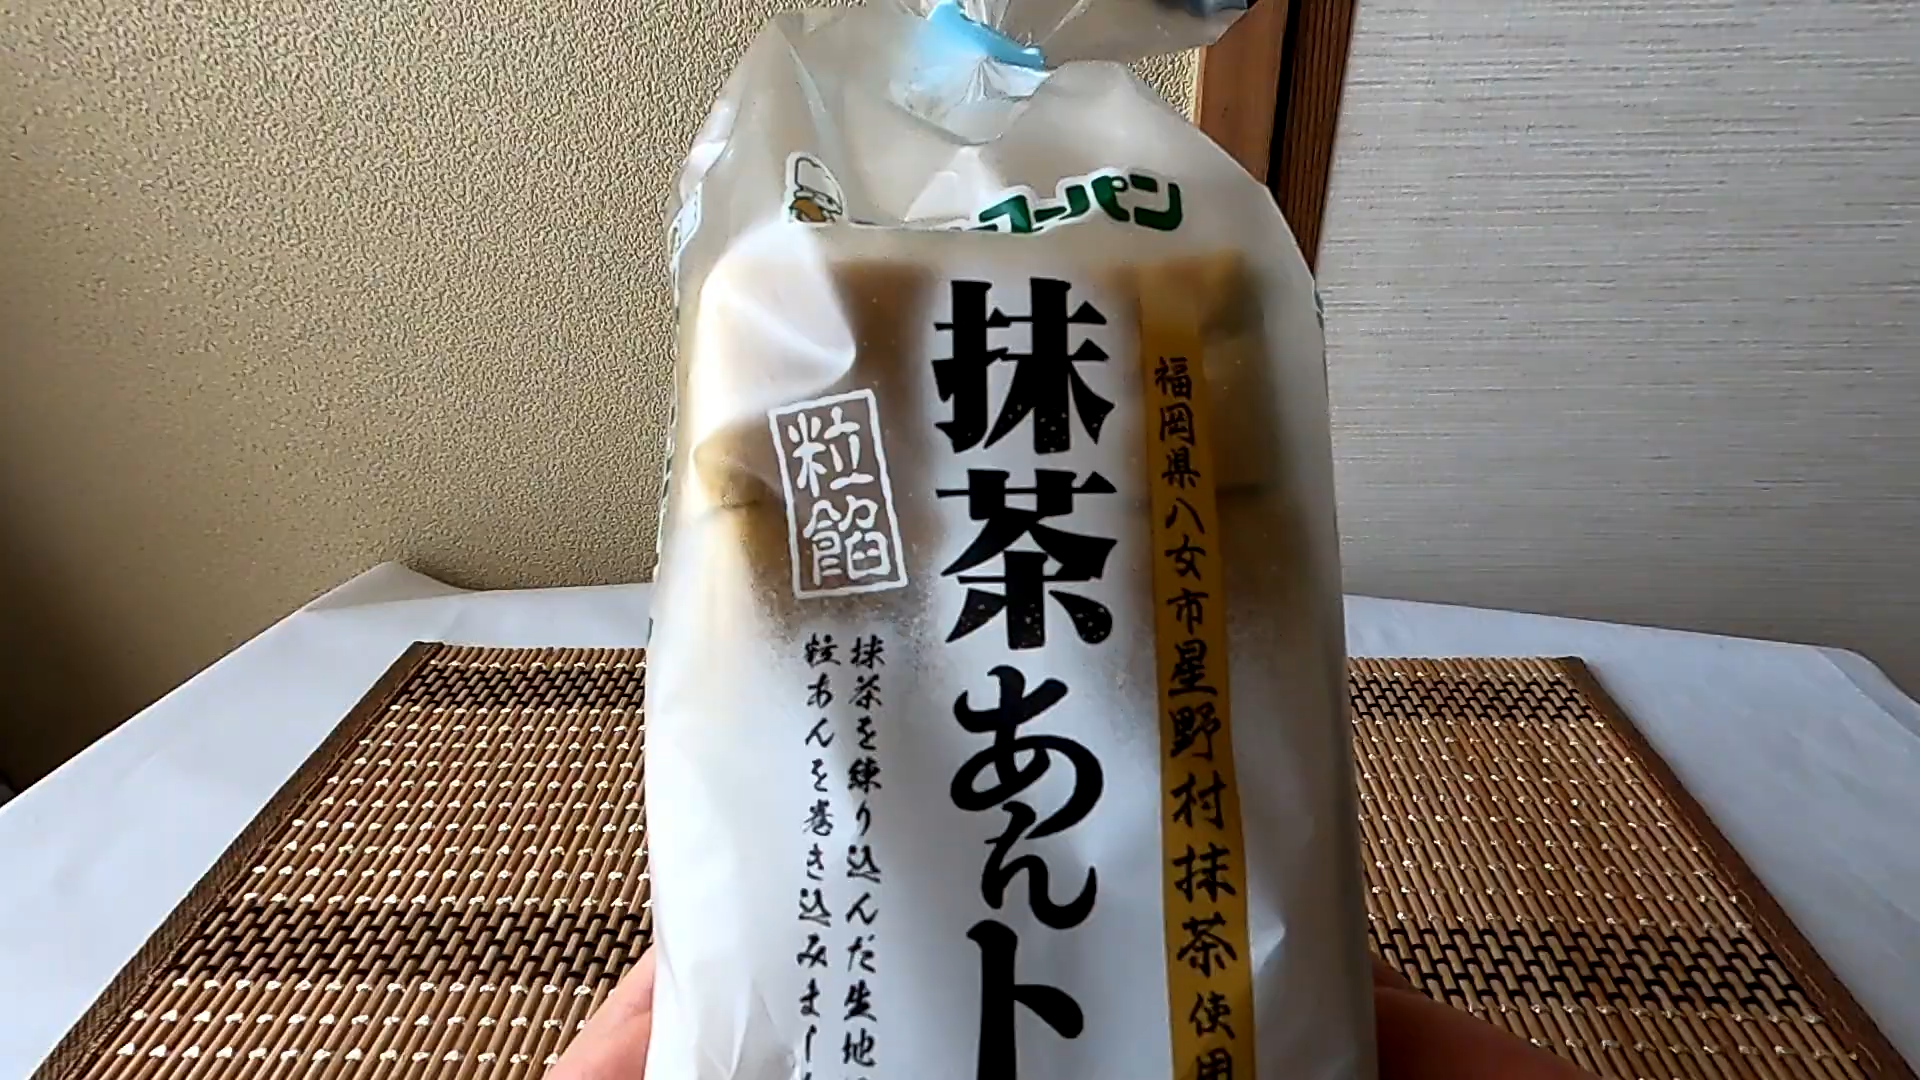 ーパン
抹茶あんト
福岡県八女市星野村抹茶使用
粒餡
抹茶を練り込んだ生地
粒あんを巻き込みまし